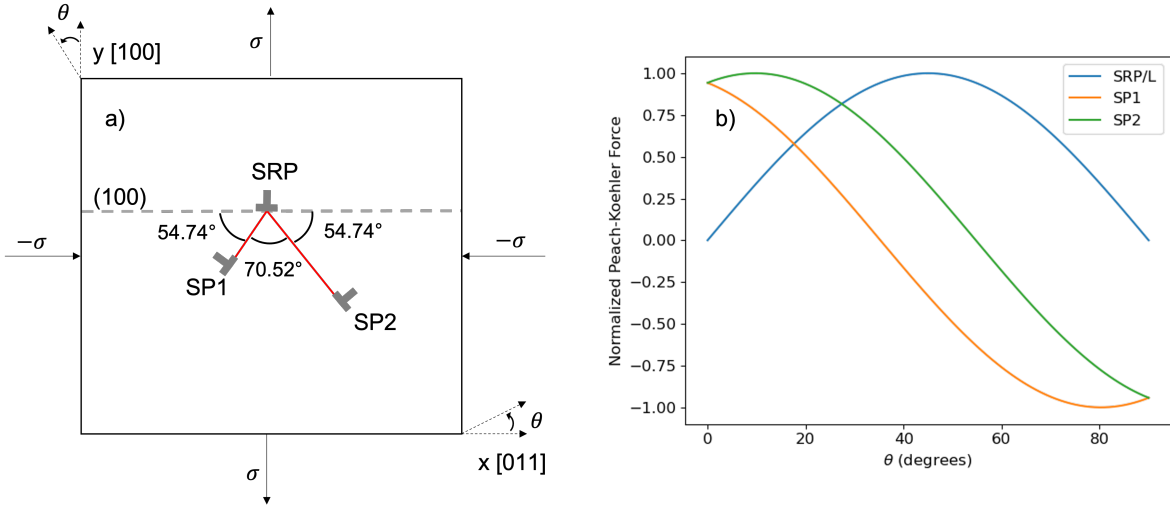 θ
y [100]
σ
a)
SRP
(100)
54.74°
54.74°
−σ
−σ
70.52°
SP1
SP2
θ
x [011]
σ
b)
SRP/L
SP1
SP2
Normalized Peach-Koehler Force
1.00
0.75
0.50
0.25
0.00
−0.25
−0.50
−0.75
−1.00
0
20
40
60
80
θ (degrees)